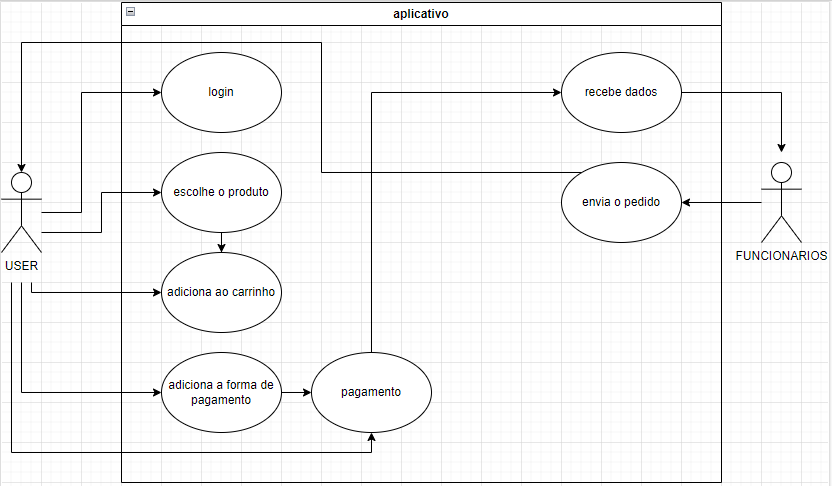 aplicativo
login
recebe dados
escolhe o produto
envia o pedido
USER
FUNCIONARIOS
adiciona ao carrinho
adiciona a forma de
pagamento
pagamento